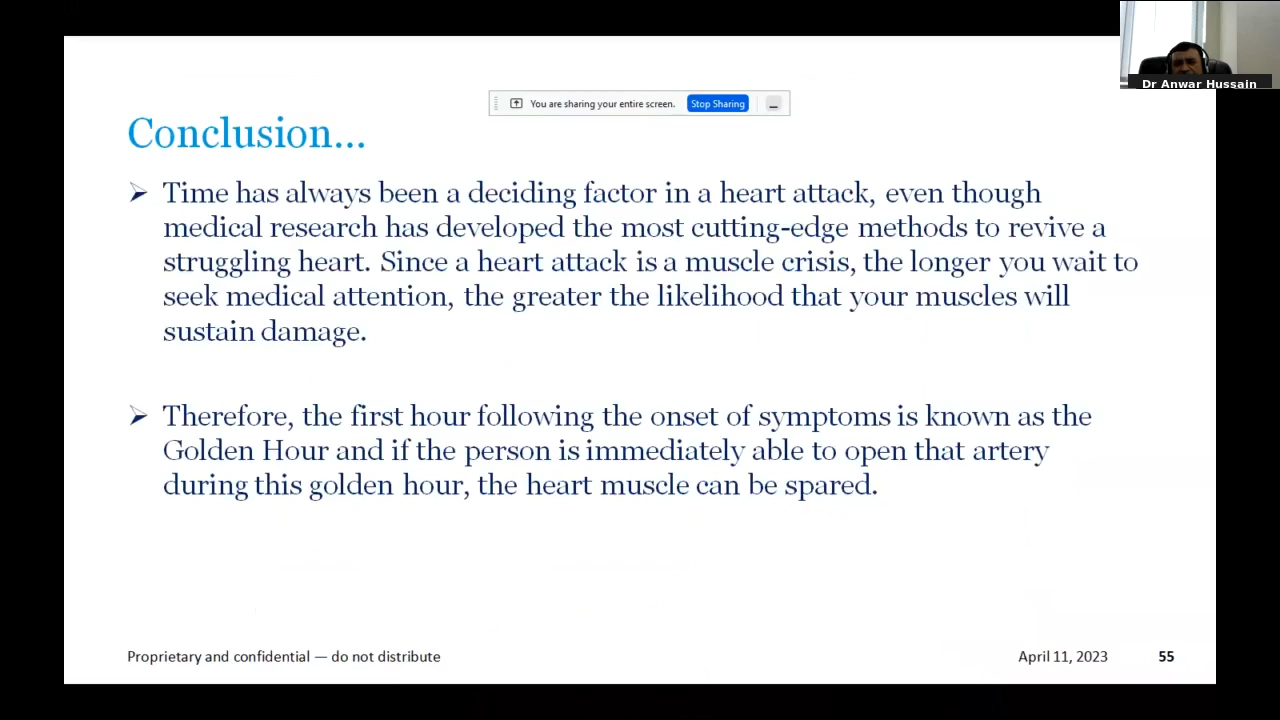 Dr Anwar Hussain
You are sharing your entire screen. Stop Sharing
Conclusion...
Time has always been a deciding factor in a heart attack, even though
medical research has developed the most cutting-edge methods to revive a
struggling heart. Since a heart attack is a muscle crisis, the longer you wait to
seek medical attention, the greater the likelihood that your muscles will
sustain damage.
Therefore, the first hour following the onset of symptoms is known as the
Golden Hour and if the person is immediately able to open that artery
during this golden hour, the heart muscle can be spared.
Proprietary and confidential — do not distribute April 11, 2023 55